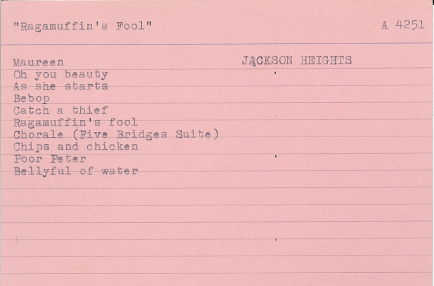 "Ragamuffin's Fool" A 4251
Maureen JACKSON HEIGHTS
Oh you beauty
As she starts
Bebop
Catch a thief
Ragamuffin's fool
Chorale (Five Bridges Suite)
Chips and chicken
Poor Peter
Bellyful of water